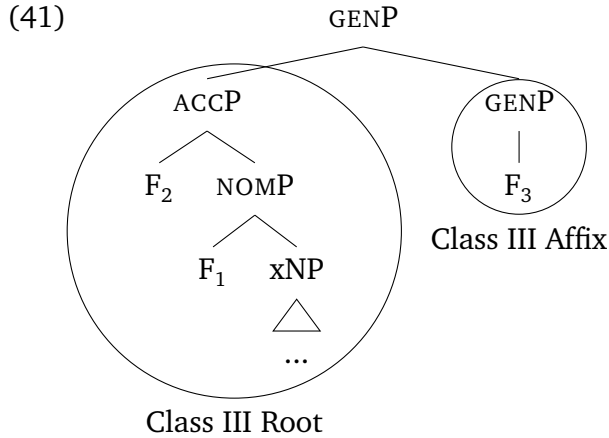 (41) GENP
ACCP GENP
F₂ NOMP F₃
Class III Affix
F₁ xNP
...
Class III Root